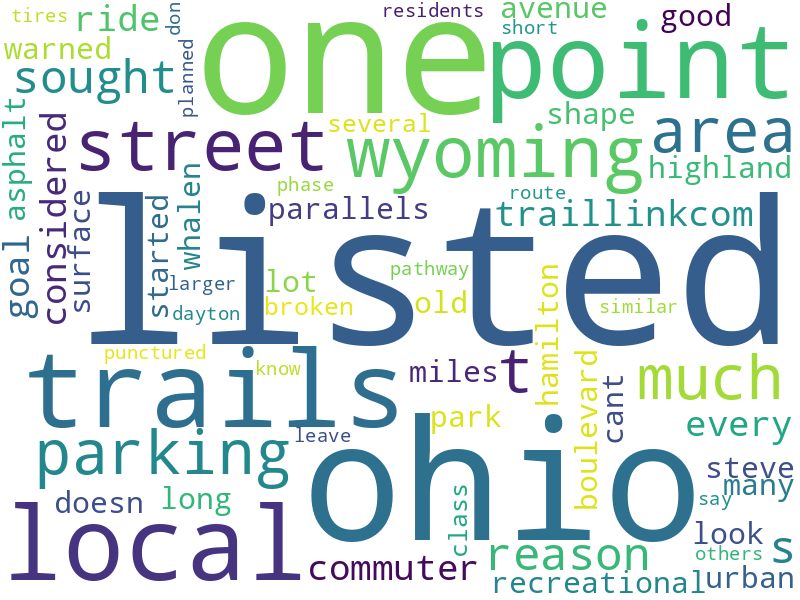 tires
ride
don
residents
avenue
good
one
short
warned
planned
point
sought
asphalt
considered
street
several
shape
area
wyoming
highland
goal
surface
started
whalen
phase
route
listed
parallels
traillinkcom
larger
lot
pathway
dayton
broken
old
hamilton
similar
punctured
trails
know
miles
t
boulevard
cant
much
park
every
parking
leave
ohio
steve
doesn
long
class
many
say
local
look
s
commuter
reason
others
recreational
urban